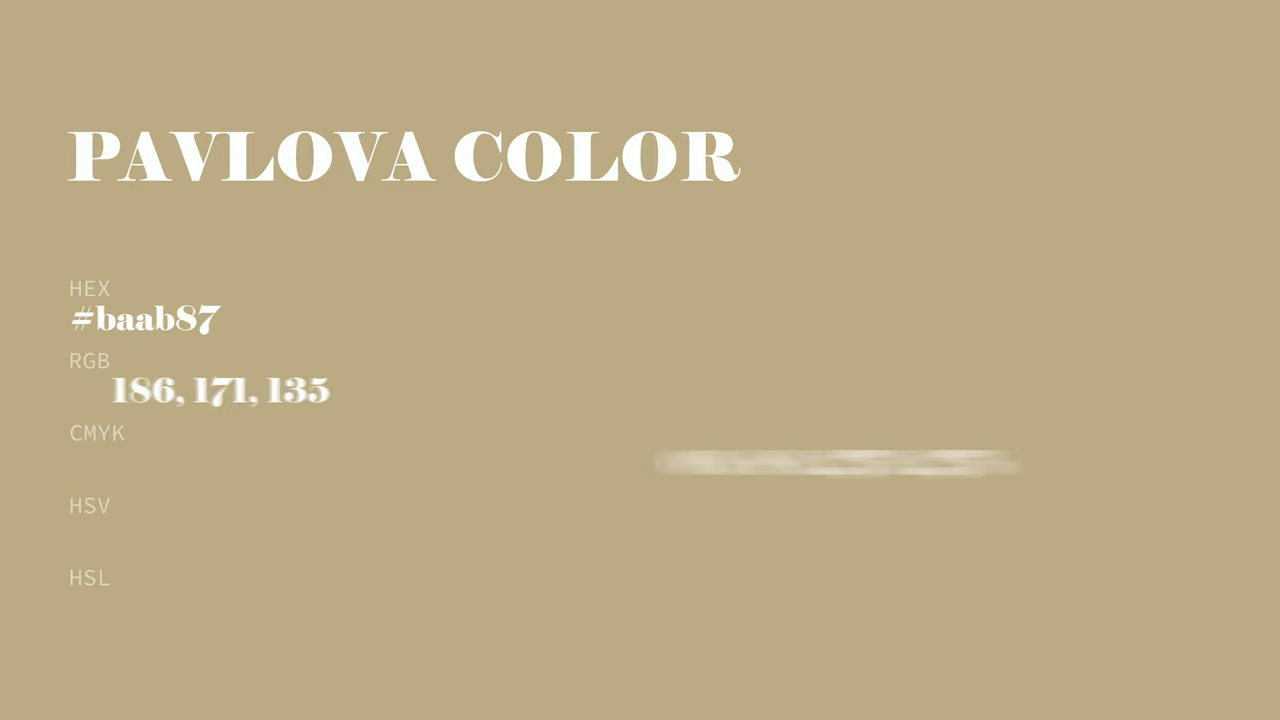 PAVLOVA COLOR
HEX
#baab87
RGB
186, 171, 135
CMYK
HSV
HSL